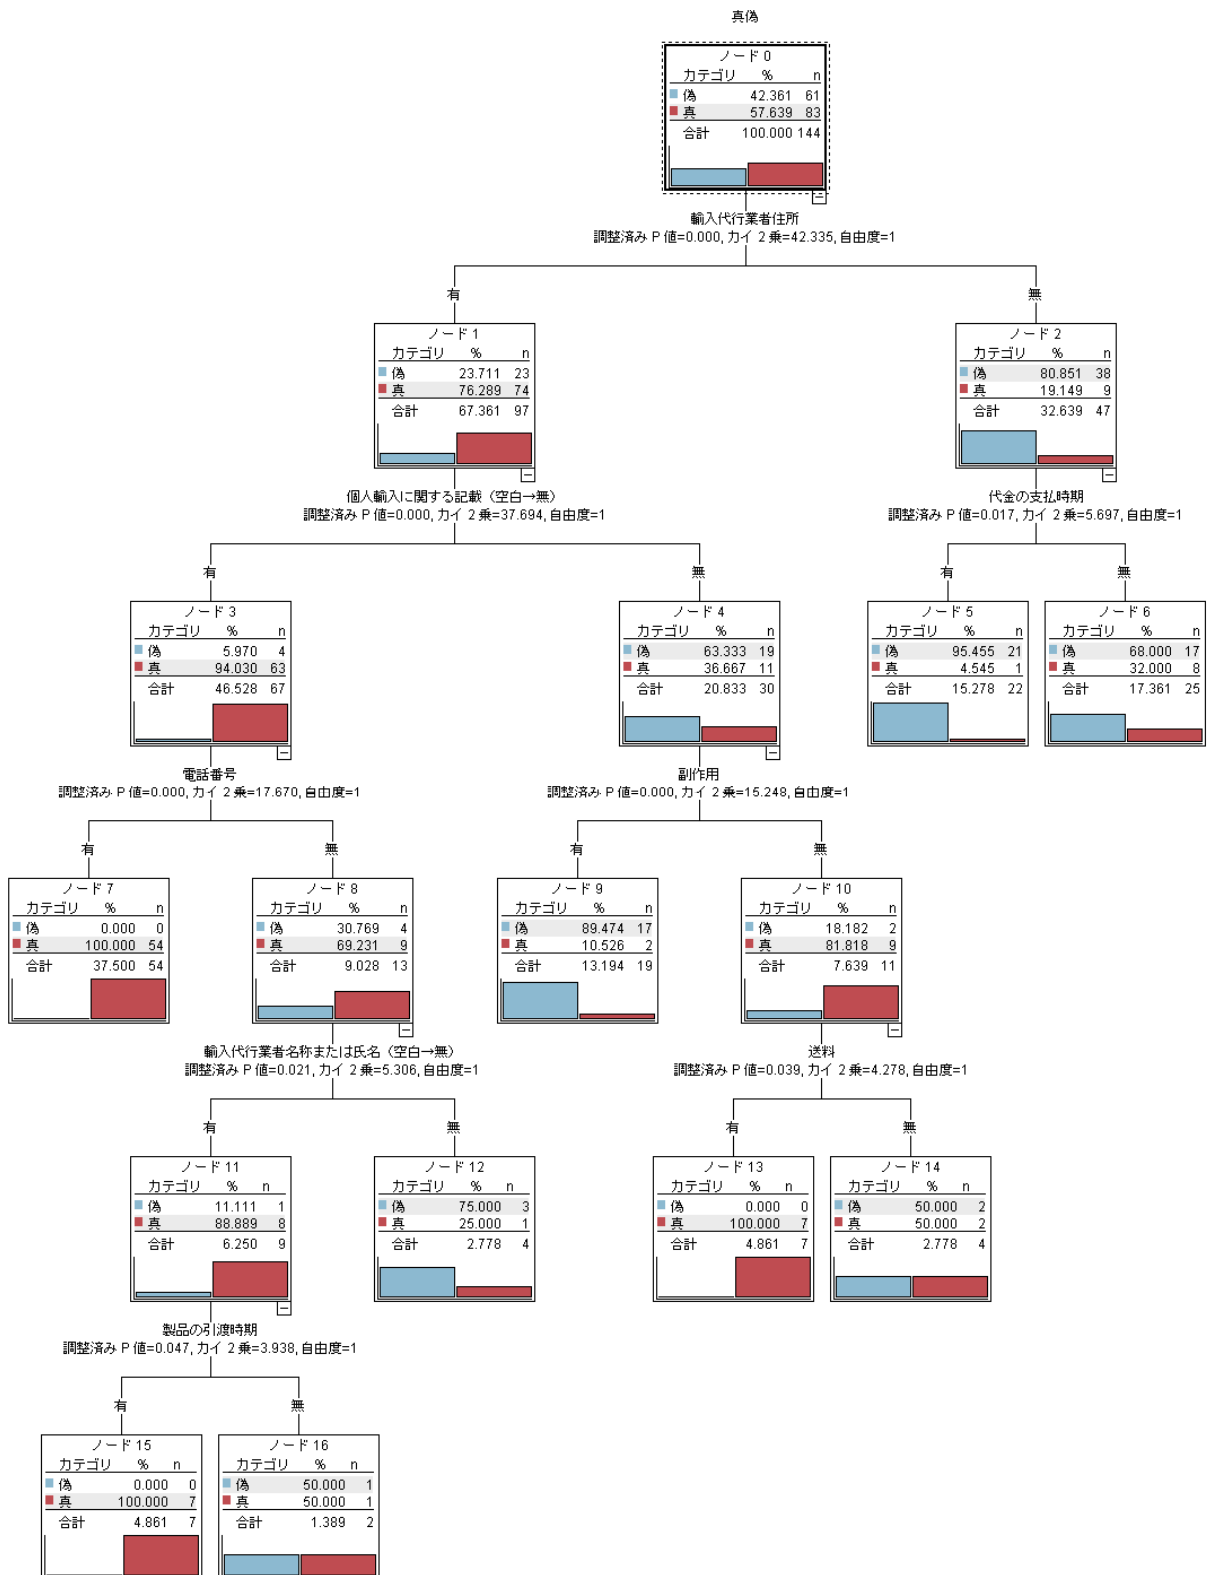 真偽
ノード 0
カテゴリ % n
偽 42.361 61
真 57.639 83
合計 100.000 144
輸入代行業者住所
調整済み P 値=0.000, カイ 2 乗=42.335, 自由度=1
有
無
ノード 1
カテゴリ % n
偽 23.711 23
真 76.289 74
合計 67.361 97
ノード 2
カテゴリ % n
偽 80.851 38
真 19.149 9
合計 32.639 47
個人輸入に関する記載（空白→無）
調整済み P 値=0.000, カイ 2 乗=37.694, 自由度=1
代金の支払時期
調整済み P 値=0.017, カイ 2 乗=5.697, 自由度=1
有
無
有
無
ノード 3
カテゴリ % n
偽 5.970 4
真 94.030 63
合計 46.528 67
ノード 4
カテゴリ % n
偽 63.333 19
真 36.667 11
合計 20.833 30
ノード 5
カテゴリ % n
偽 95.455 21
真 4.545 1
合計 15.278 22
ノード 6
カテゴリ % n
偽 68.000 17
真 32.000 8
合計 17.361 25
電話番号
調整済み P 値=0.000, カイ 2 乗=17.670, 自由度=1
副作用
調整済み P 値=0.000, カイ 2 乗=15.248, 自由度=1
有
無
有
無
ノード 7
カテゴリ % n
偽 0.000 0
真 100.000 54
合計 37.500 54
ノード 8
カテゴリ % n
偽 30.769 4
真 69.231 9
合計 9.028 13
ノード 9
カテゴリ % n
偽 89.474 17
真 10.526 2
合計 13.194 19
ノード 10
カテゴリ % n
偽 18.182 2
真 81.818 9
合計 7.639 11
輸入代行業者名称または氏名（空白→無）
調整済み P 値=0.021, カイ 2 乗=5.306, 自由度=1
送料
調整済み P 値=0.039, カイ 2 乗=4.278, 自由度=1
有
無
有
無
ノード 11
カテゴリ % n
偽 11.111 1
真 88.889 8
合計 6.250 9
ノード 12
カテゴリ % n
偽 75.000 3
真 25.000 1
合計 2.778 4
ノード 13
カテゴリ % n
偽 0.000 0
真 100.000 7
合計 4.861 7
ノード 14
カテゴリ % n
偽 50.000 2
真 50.000 2
合計 2.778 4
製品の引渡時期
調整済み P 値=0.047, カイ 2 乗=3.938, 自由度=1
有
無
ノード 15
カテゴリ % n
偽 0.000 0
真 100.000 7
合計 4.861 7
ノード 16
カテゴリ % n
偽 50.000 1
真 50.000 1
合計 1.389 2